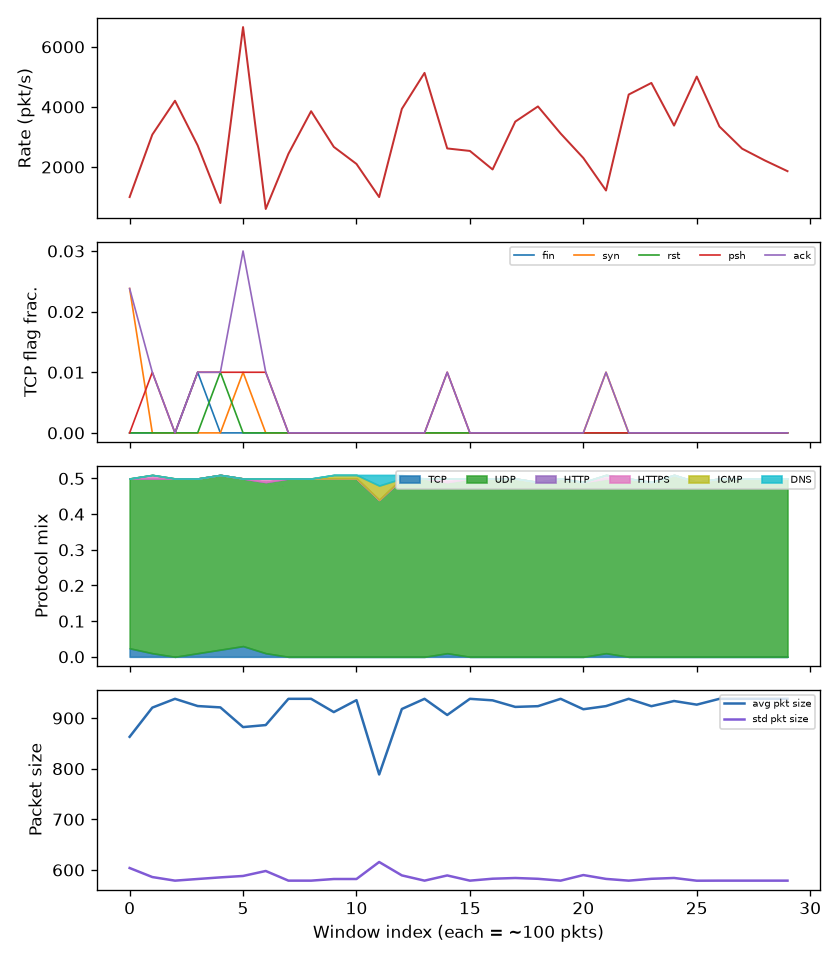 6000
4000
2000
Rate (pkt/s)
fin syn rst psh ack
0.03
0.02
0.01
0.00
TCP flag frac.
TCP UDP HTTP HTTPS ICMP DNS
0.5
0.4
0.3
0.2
0.1
0.0
Protocol mix
avg pkt size
std pkt size
900
800
700
600
Packet size
0 5 10 15 20 25 30
Window index (each = ~100 pkts)